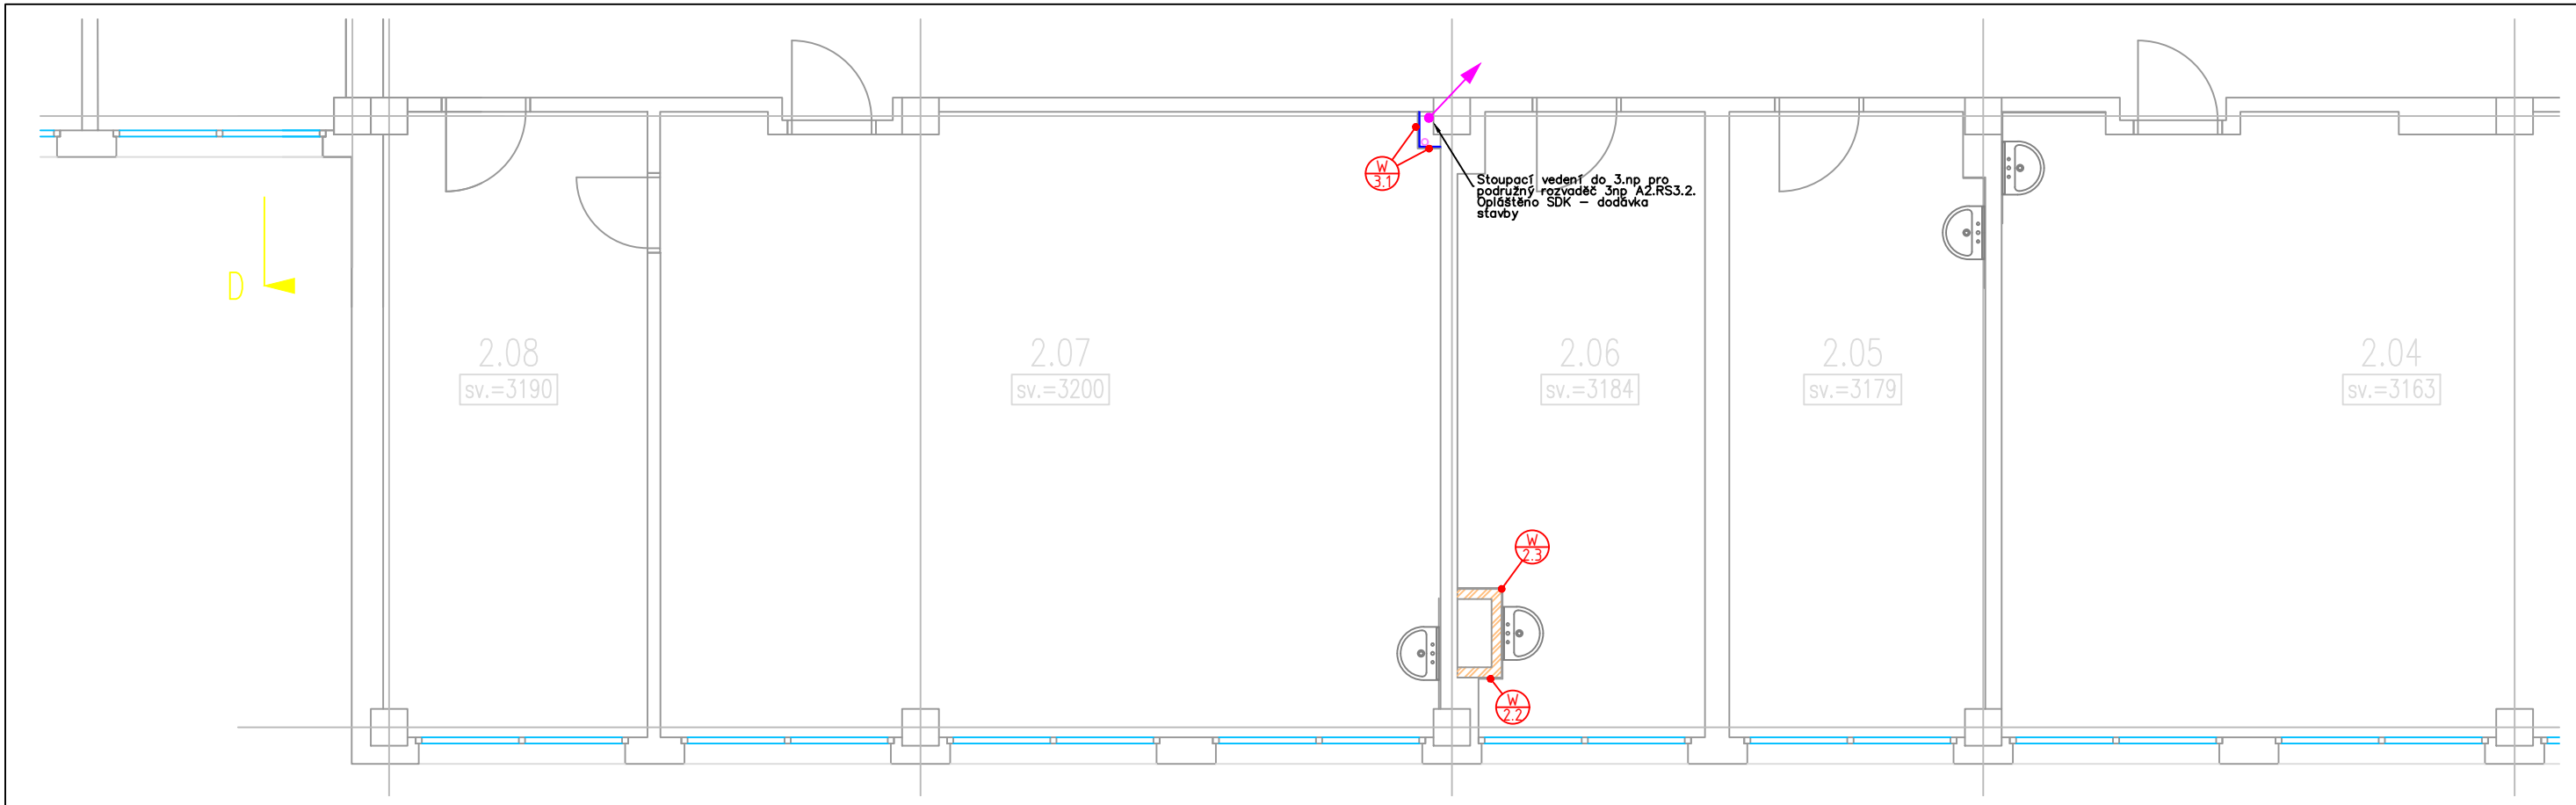 W
3.1
Stoupací vedení do 3.np pro
podružný rozvaděč 3np A2.RS3.2.
Opláštěno SDK – dodávka
stavby
D
2.08
sv.=3190
2.07
sv.=3200
2.06
sv.=3184
2.05
sv.=3179
2.04
sv.=3163
W
2.3
W
2.2